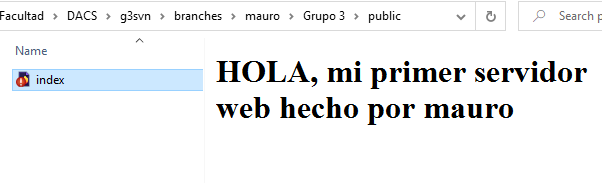 Facultad > DACS > g3svn > branches > mauro > Grupo 3 > public
Search p
Name
index
HOLA, mi primer servidor
web hecho por mauro